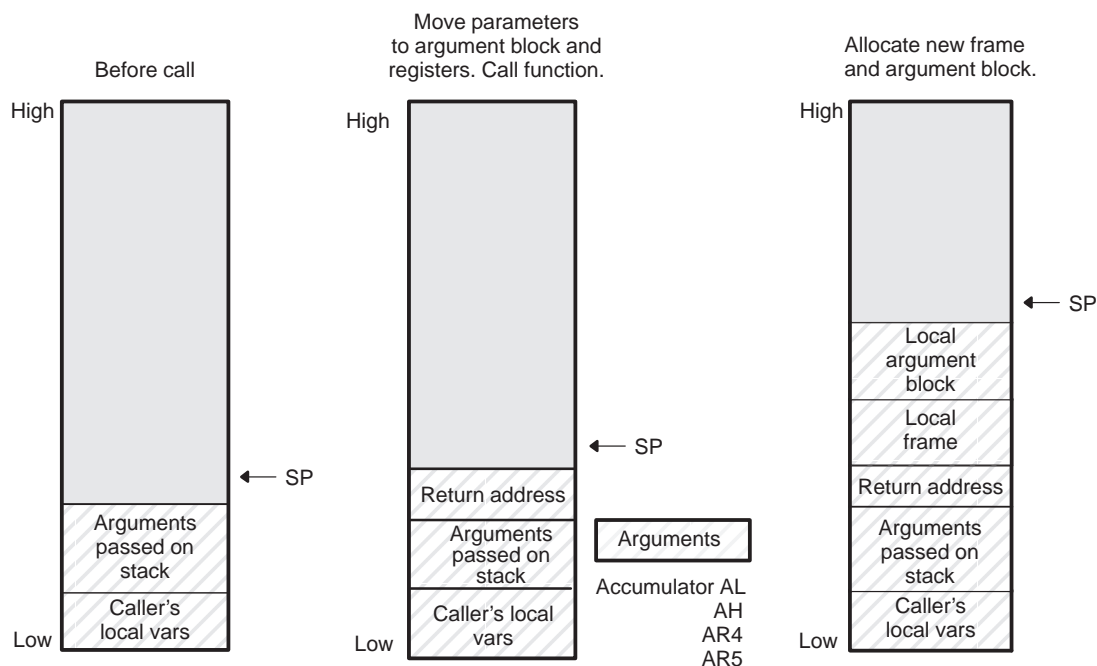 Before call
High
SP
Arguments
passed on
stack
Caller's
local vars
Low
Move parameters
to argument block and
registers. Call function.
High
SP
Return address
Arguments
passed on
stack
Caller's local
vars
Low
Arguments
Accumulator AL
AH
AR4
AR5
Allocate new frame
and argument block.
High
SP
Local
argument
block
Local
frame
Return address
Arguments
passed on
stack
Caller's
local vars
Low